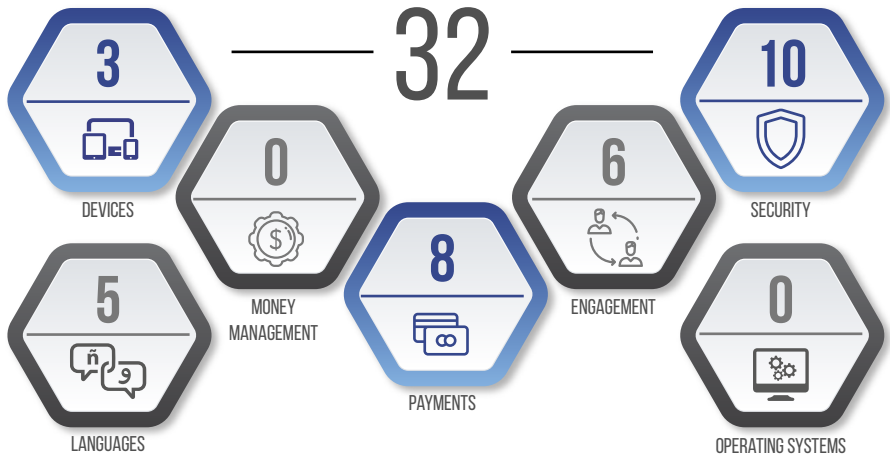 32
3
DEVICES
10
SECURITY
0
MONEY
MANAGEMENT
6
ENGAGEMENT
8
PAYMENTS
5
ñ
و
LANGUAGES
0
$
OPERATING SYSTEMS